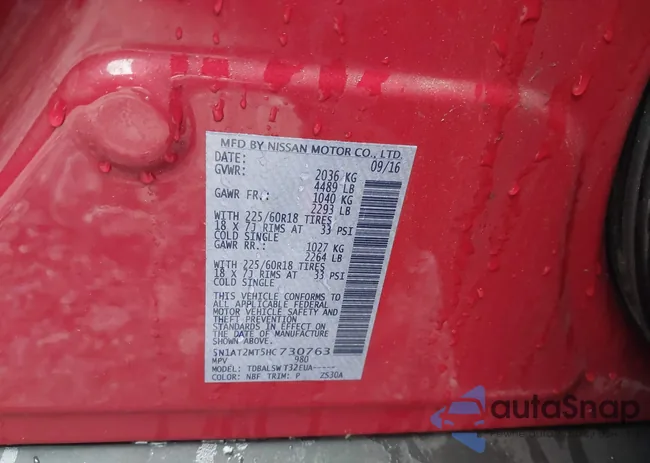 MFD BY NISSAN MOTOR CO., LTD.
DATE: 09/16
GVWR: 2036 KG
4489 LB
GAWR FR.: 1040 KG
2293 LB
WITH 225/60R18 TIRES
18 X 7J RIMS AT 33 PSI
COLD SINGLE
GAWR RR.: 1027 KG
2264 LB
WITH 225/60R18 TIRES
18 X 7J RIMS AT 33 PSI
COLD SINGLE
THIS VEHICLE CONFORMS TO
ALL APPLICABLE FEDERAL
MOTOR VEHICLE SAFETY AND
THEFT PREVENTION
STANDARDS IN EFFECT ON
THE DATE OF MANUFACTURE
SHOWN ABOVE.
5N1AT2MT5HC730763
MPV 980
MODEL: TDBALSWT32EUA-----
COLOR: NBF TRIM: P ZS30A
autaSnap